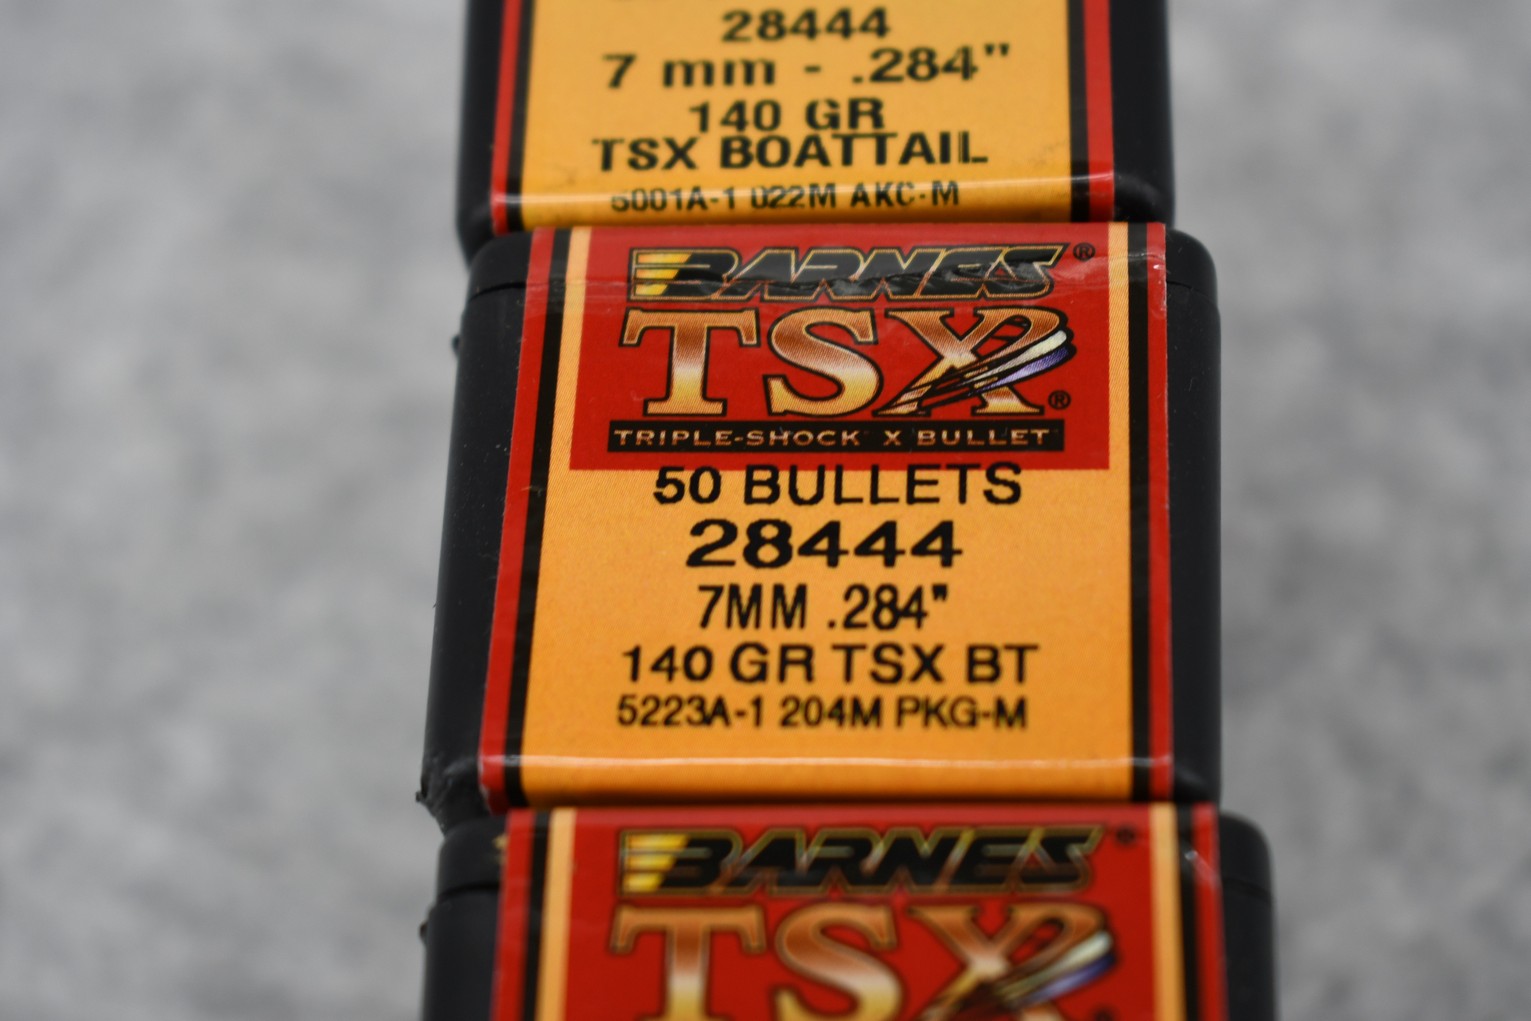 28444
7 mm - .284"
140 GR
TSX BOATTAIL
5001A-1 022M AKC-M
BARNES®
TSX®
TRIPLE-SHOCK X BULLET
50 BULLETS
28444
7MM .284"
140 GR TSX BT
5223A-1 204M PKG-M
BARNES®
TSX